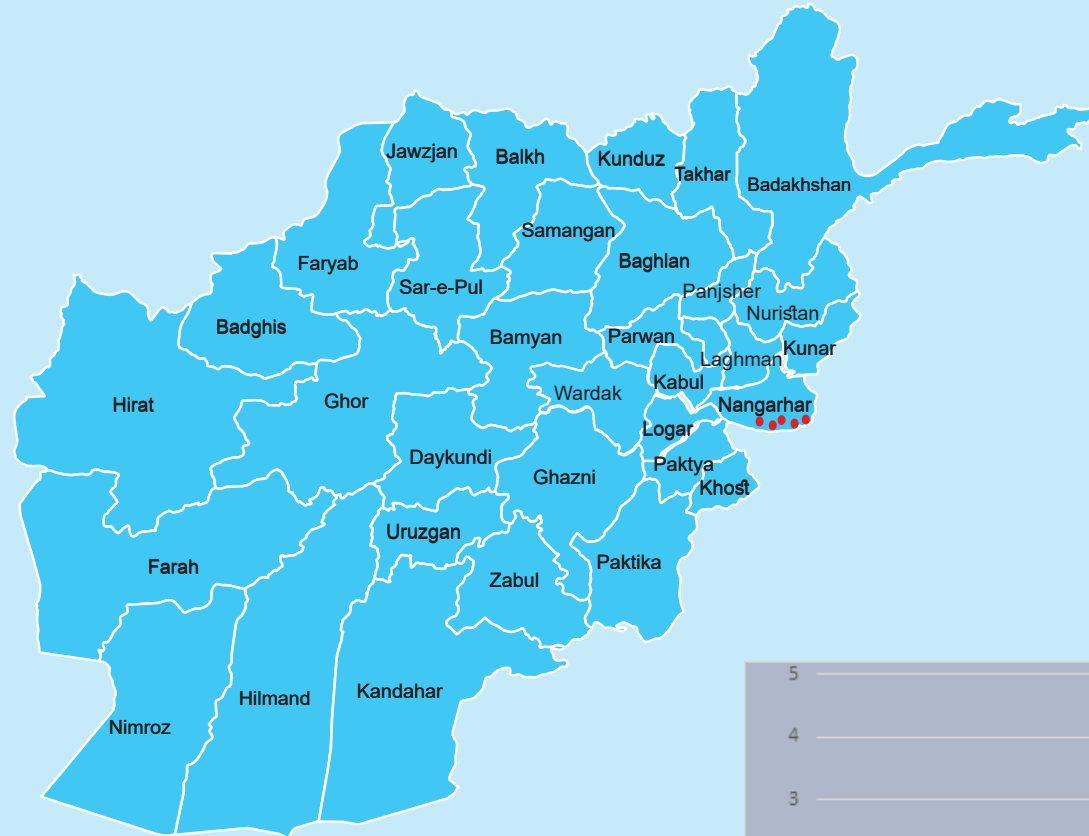 Jawzjan
Balkh
Kunduz
Takhar
Badakhshan
Samangan
Faryab
Baghlan
Sar-e-Pul
Panjsher
Nuristan
Badghis
Bamyan
Parwan
Kunar
Laghman
Kabul
Wardak
Hirat
Ghor
Nangarhar
Logar
Daykundi
Paktya
Ghazni
Khost
Uruzgan
Farah
Paktika
Zabul
Kandahar
Hilmand
Nimroz
5
4
3